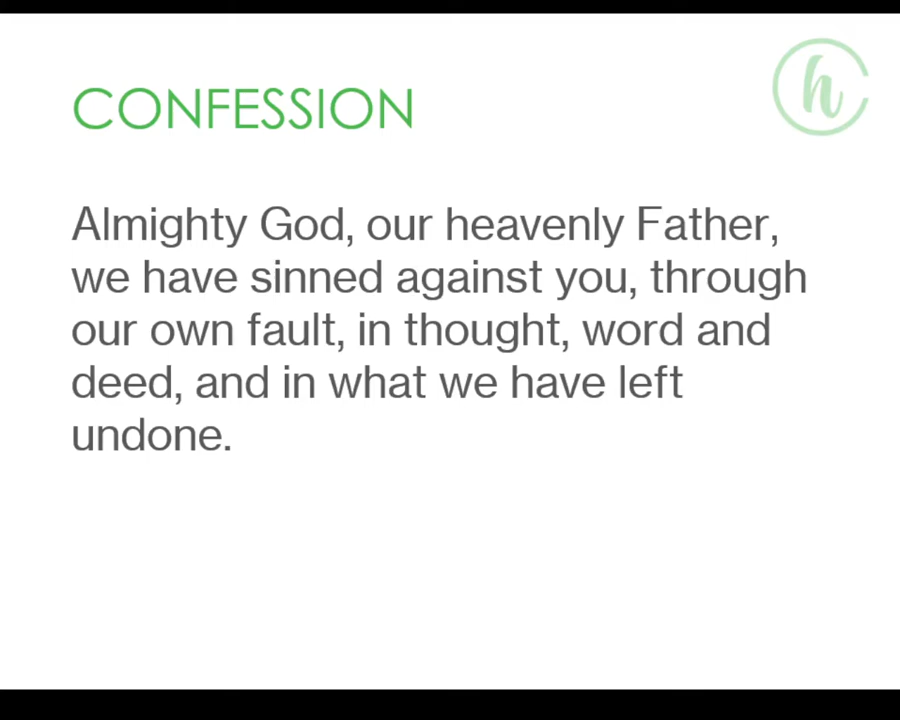 CONFESSION
h
Almighty God, our heavenly Father,
we have sinned against you, through
our own fault, in thought, word and
deed, and in what we have left
undone.